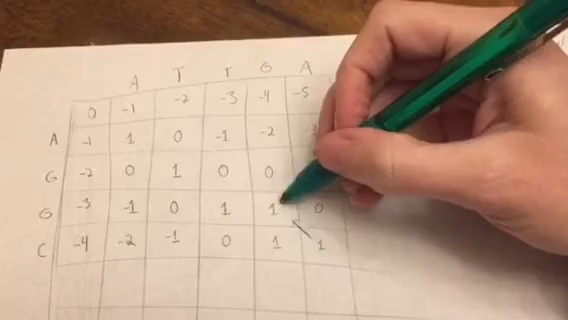 A T T G A
0 -1 -2 -3 -4 -5
A -1 1 0 -1 -2
G -2 0 1 0 0
G -3 -1 0 1 1 0
C -4 -2 -1 0 1 1